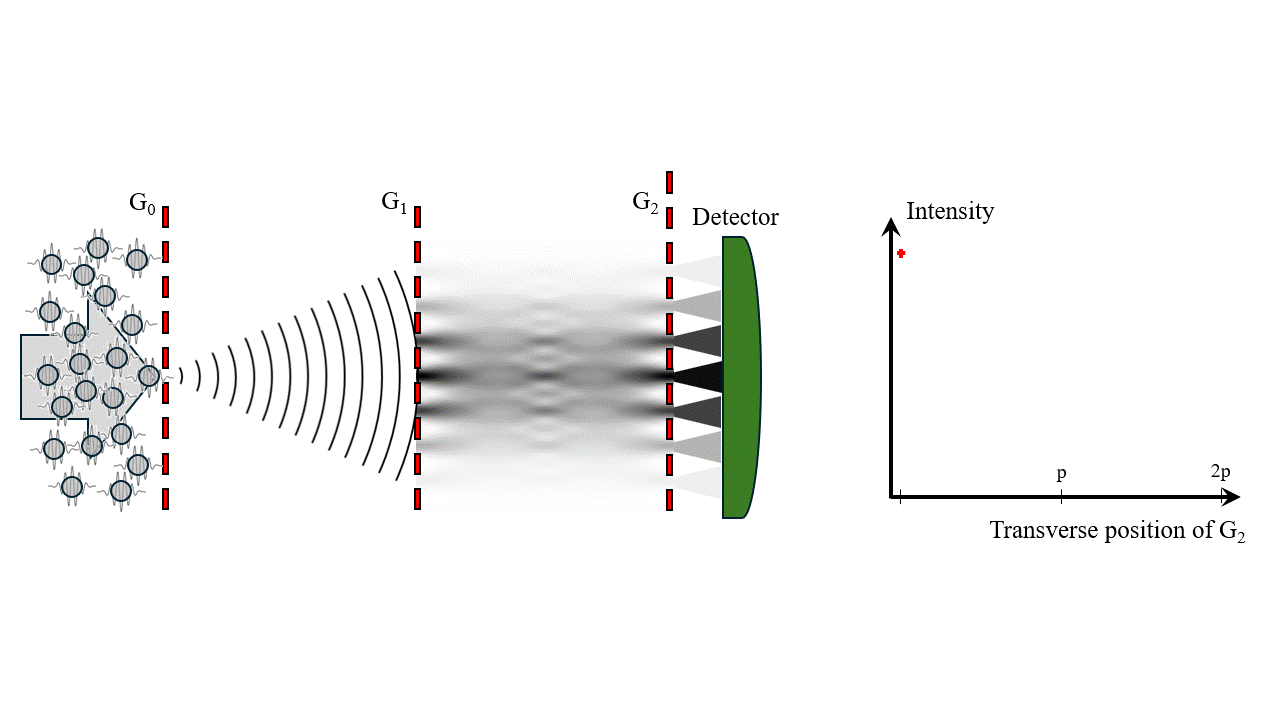 G₀
G₁
G₂
Detector
Intensity
p
2p
Transverse position of G₂